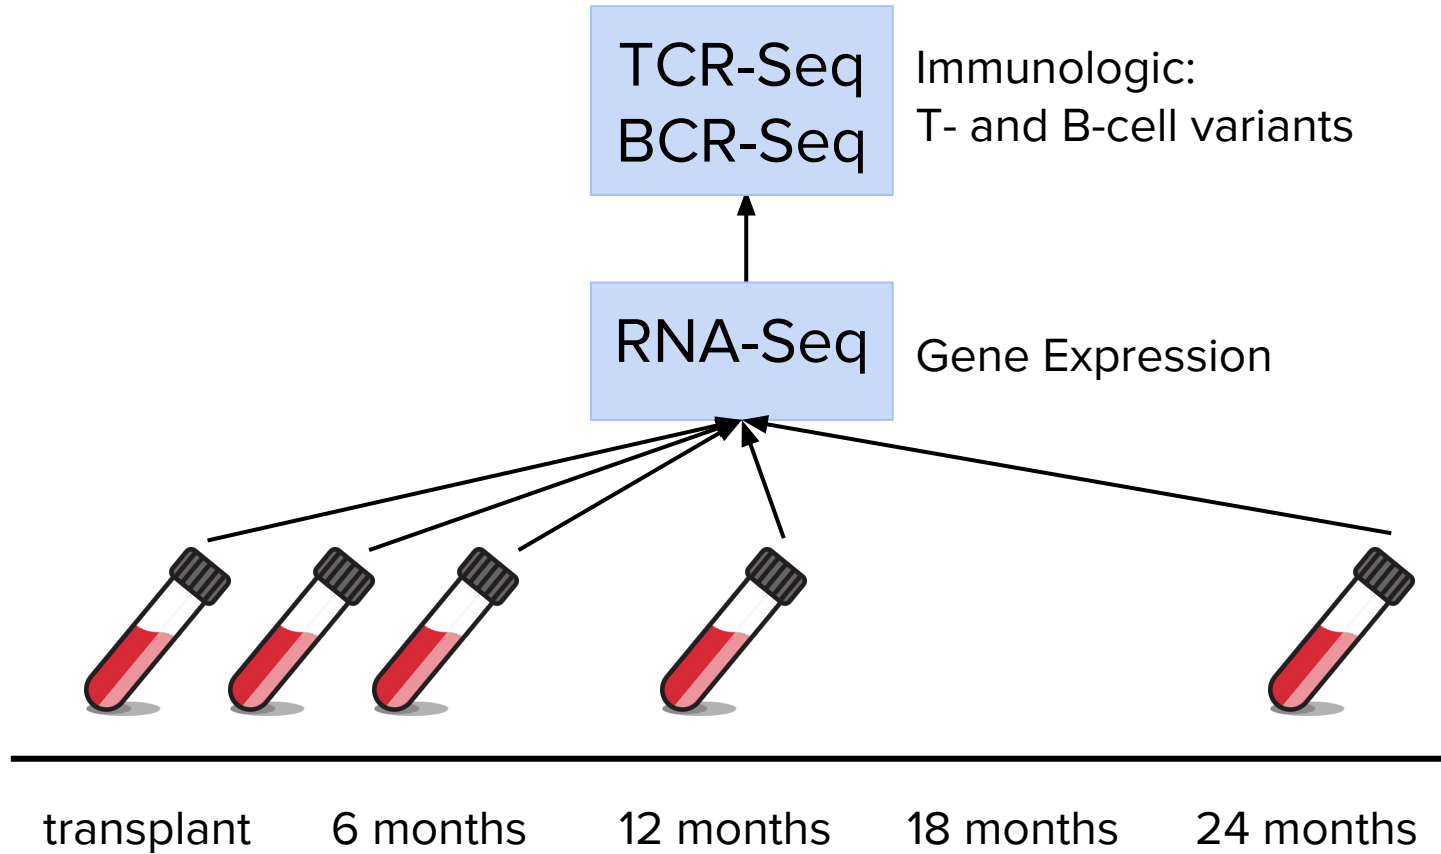 TCR-Seq
BCR-Seq
Immunologic:
T- and B-cell variants
RNA-Seq
Gene Expression
transplant
6 months
12 months
18 months
24 months